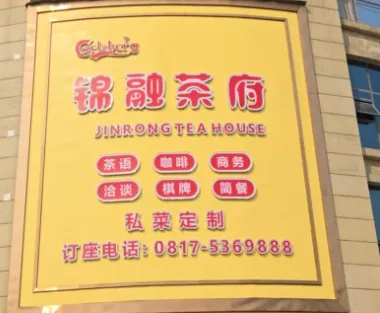 Carlsberg
锦融茶府
JINRONG TEA HOUSE
茶语 咖啡 商务
洽谈 棋牌 简餐
私菜定制
订座电话：0817-5369888